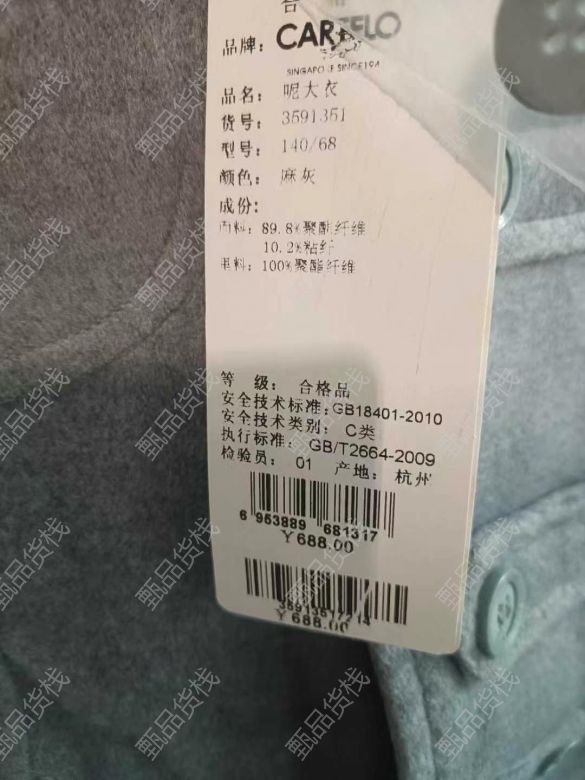 合
品牌：CARTELO
SINGAPORE SINCE194
品名：呢大衣
货号：3591351
型号：140/68
颜色：麻灰
成份：
面料：89.8%聚酯纤维
10.2%粘纤
里料：100%聚酯纤维
等 级：合格品
安全技术标准：GB18401-2010
安全技术类别：C类
执行标准：GB/T2664-2009
检验员：01 产地：杭州
6 953889 681317
￥688.00
￥688.00
甄品货栈